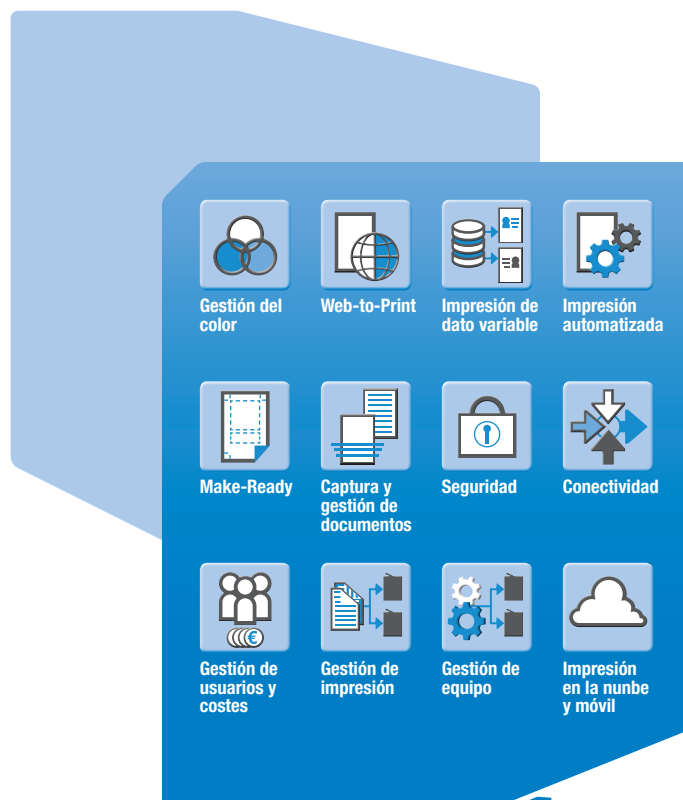 Gestión del
color
Web-to-Print
Impresión de
dato variable
Impresión
automatizada
Make-Ready
Captura y
gestión de
documentos
Seguridad
Conectividad
Gestión de
usuarios y
costes
Gestión de
impresión
Gestión de
equipo
Impresión
en la nunbe
y móvil